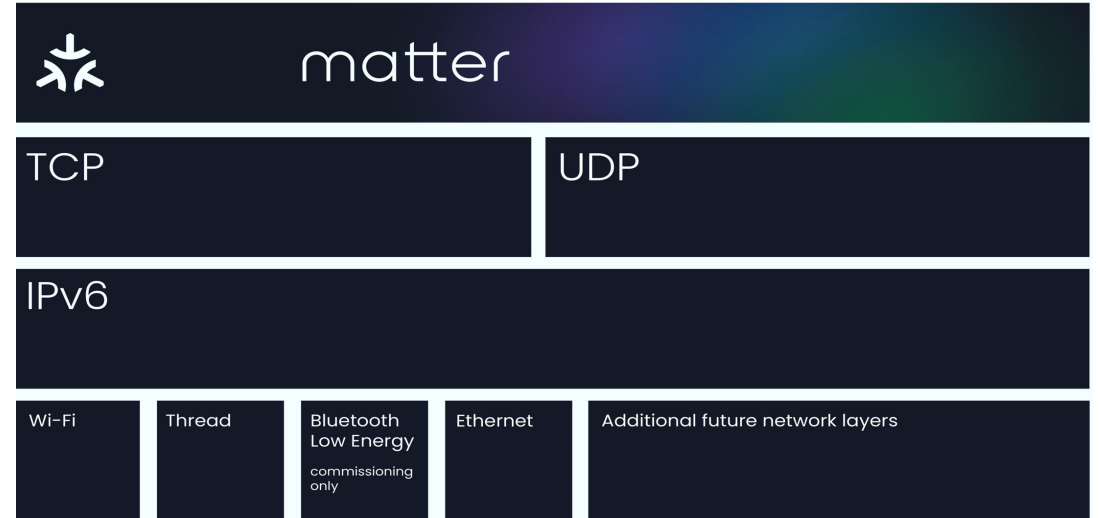 matter
TCP
UDP
IPv6
Wi-Fi
Thread
Bluetooth
Low Energy
commissioning
only
Ethernet
Additional future network layers